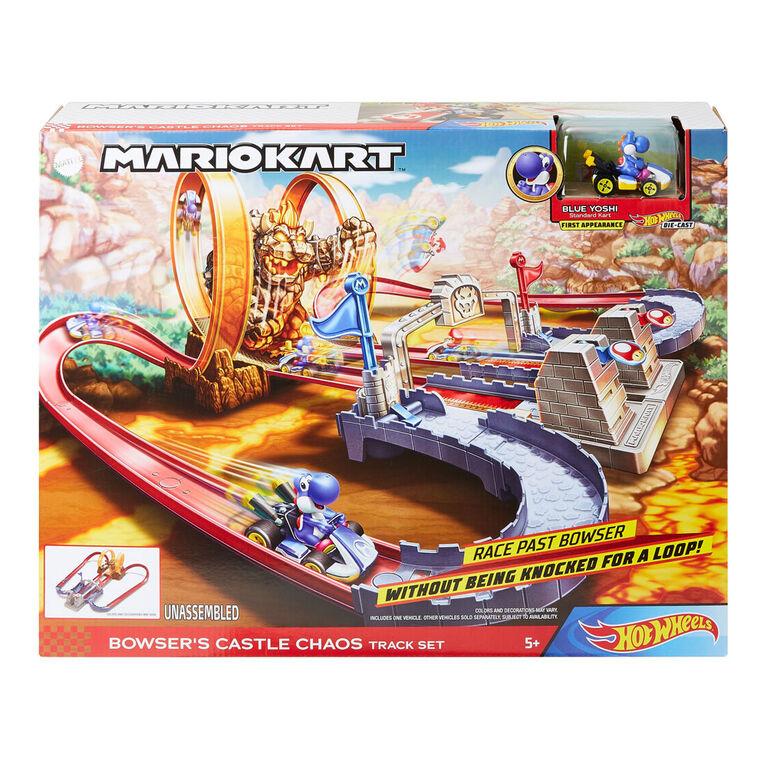 MARIOKART
BOWSER'S CASTLE CHAOS TRACK SET
MATTEL
MARIOKART™
BLUE YOSHI
Standard Kart
FIRST APPEARANCE
HOT WHEELS
DIE-CAST
M
RACE PAST BOWSER
WITHOUT BEING KNOCKED FOR A LOOP!
COLORS AND DECORATIONS MAY VARY.
INCLUDES ONE VEHICLE. OTHER VEHICLES SOLD SEPARATELY, SUBJECT TO AVAILABILITY.
UNASSEMBLED
BOWSER'S CASTLE CHAOS TRACK SET
5+
HOT WHEELS